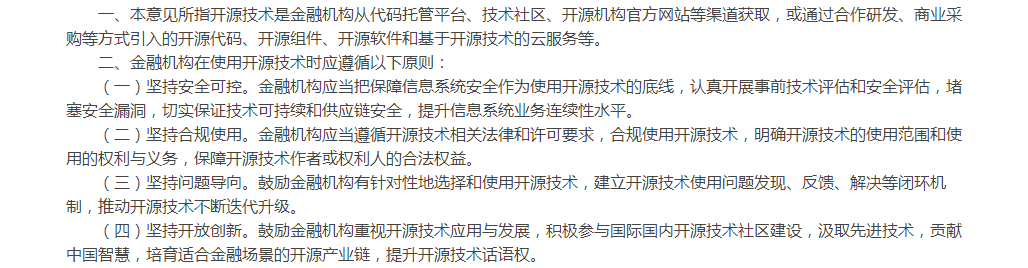 一、本意见所指开源技术是金融机构从代码托管平台、技术社区、开源机构官方网站等渠道获取，或通过合作研发、商业采
购等方式引入的开源代码、开源组件、开源软件和基于开源技术的云服务等。
二、金融机构在使用开源技术时应遵循以下原则：
（一）坚持安全可控。金融机构应当把保障信息系统安全作为使用开源技术的底线，认真开展事前技术评估和安全评估，堵
塞安全漏洞，切实保证技术可持续和供应链安全，提升信息系统业务连续性水平。
（二）坚持合规使用。金融机构应当遵循开源技术相关法律和许可要求，合规使用开源技术，明确开源技术的使用范围和使
用的权利与义务，保障开源技术作者或权利人的合法权益。
（三）坚持问题导向。鼓励金融机构有针对性地选择和使用开源技术，建立开源技术使用问题发现、反馈、解决等闭环机
制，推动开源技术不断迭代升级。
（四）坚持开放创新。鼓励金融机构重视开源技术应用与发展，积极参与国际国内开源技术社区建设，汲取先进技术，贡献
中国智慧，培育适合金融场景的开源产业链，提升开源技术话语权。